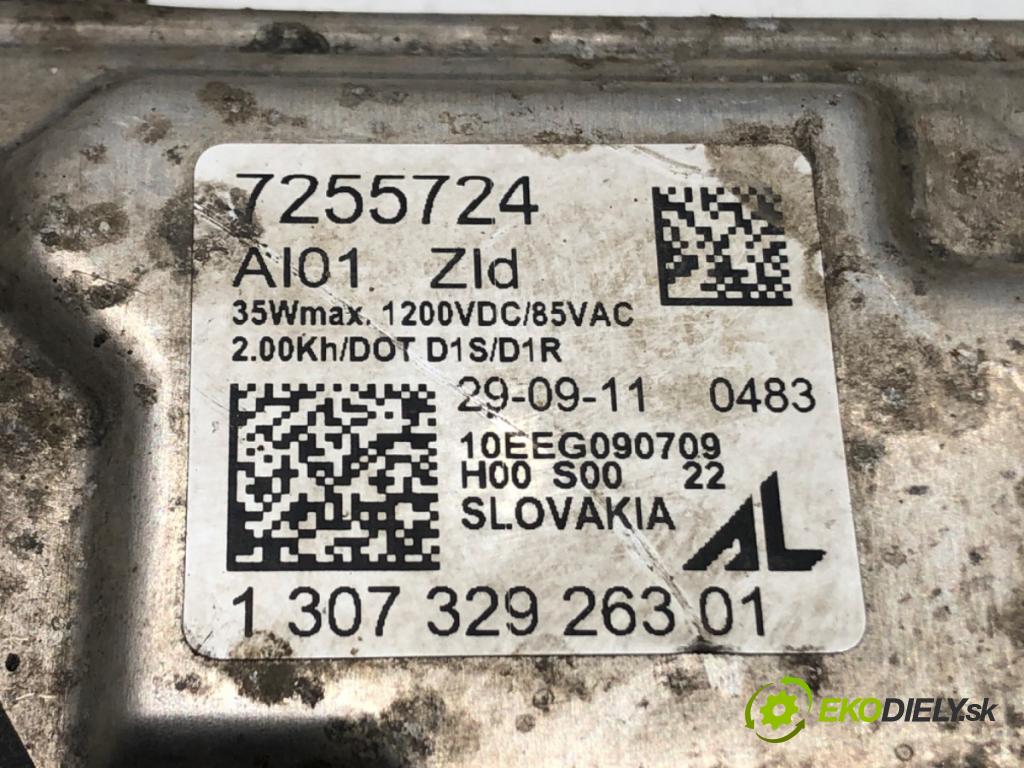 7255724
AI01 Zld
35Wmax. 1200VDC/85VAC
2.00Kh/DOT D1S/D1R
29-09-11 0483
10EEG090709
H00 S00 22
SLOVAKIA
AL
1 307 329 263 01
EKODIELY.sk